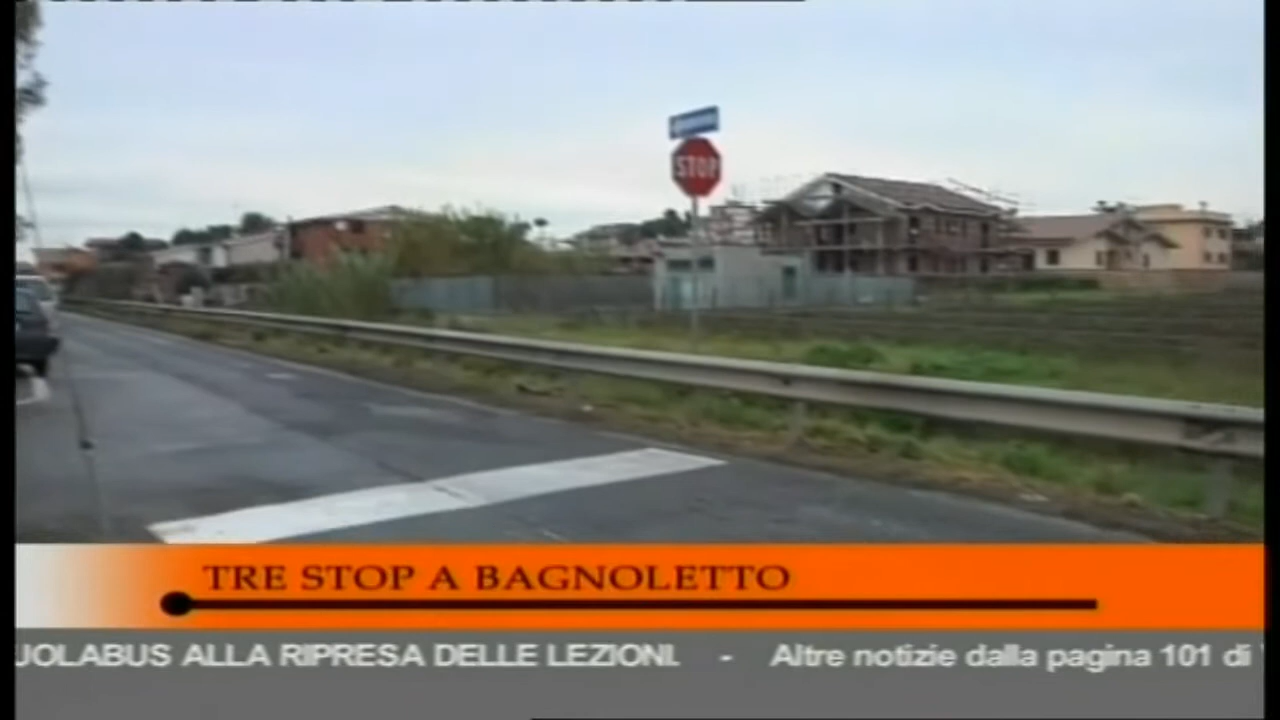 STOP
TRE STOP A BAGNOLETTO
UOLABUS ALLA RIPRESA DELLE LEZIONI. - Altre notizie dalla pagina 101 di